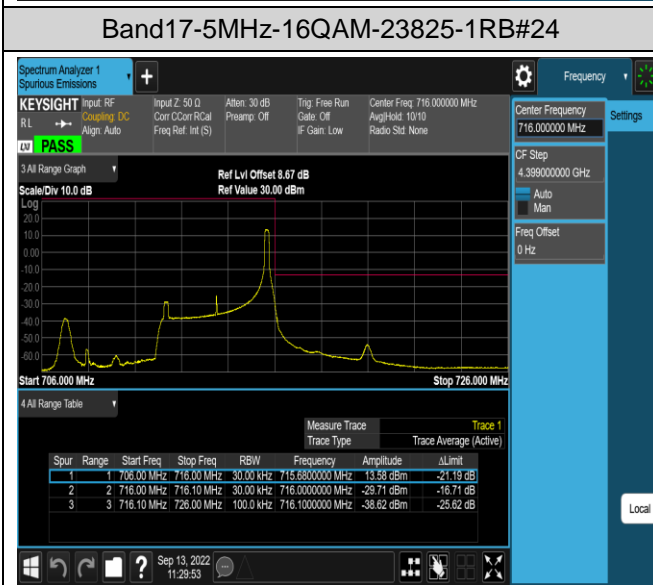 Band17-5MHz-16QAM-23825-1RB#24
Spectrum Analyzer 1
Spurious Emissions
Frequency
KEYSIGHT Input: RF
RL
Coupling: DC
Align: Auto
Input Z: 50 Ω
Corr CCorr RCal
Freq Ref: Int (S)
Atten: 30 dB
Preamp: Off
Trig: Free Run
Gate: Off
IF Gain: Low
Center Freq: 716.000000 MHz
Avg|Hold: 10/10
Radio Std: None
LXI PASS
Center Frequency
716.000000 MHz
Settings
CF Step
4.399000000 GHz
Auto
Man
Freq Offset
0 Hz
3 All Range Graph
Ref Lvl Offset 8.67 dB
Scale/Div 10.0 dB
Ref Value 30.00 dBm
Log
20.0
10.0
0.00
-10.0
-20.0
-30.0
-40.0
-50.0
-60.0
Start 706.000 MHz
Stop 726.000 MHz
4 All Range Table
Measure Trace Trace 1
Trace Type Trace Average (Active)
Spur Range Start Freq Stop Freq RBW Frequency Amplitude ΔLimit
1 1 706.00 MHz 716.00 MHz 30.00 kHz 715.6800000 MHz 13.58 dBm -21.19 dB
2 2 716.00 MHz 716.10 MHz 30.00 kHz 716.0000000 MHz -29.71 dBm -16.71 dB
3 3 716.10 MHz 726.00 MHz 100.0 kHz 716.1000000 MHz -38.62 dBm -25.62 dB
Local
Sep 13, 2022
11:29:53